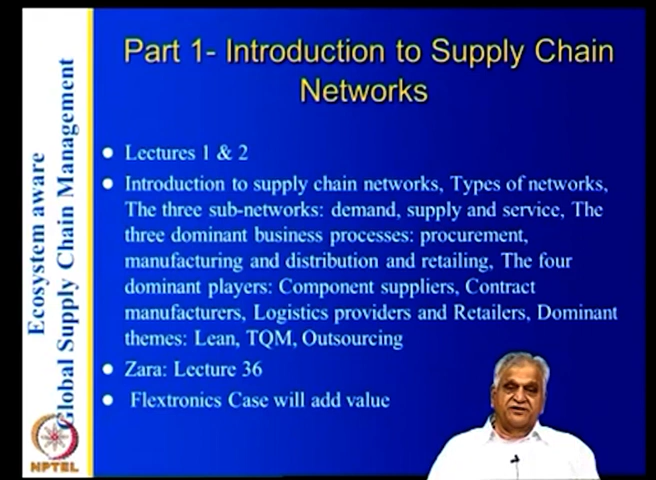 Part 1- Introduction to Supply Chain
Networks
Lectures 1 & 2
Introduction to supply chain networks, Types of networks,
The three sub-networks: demand, supply and service, The
three dominant business processes: procurement,
manufacturing and distribution and retailing, The four
dominant players: Component suppliers, Contract
manufacturers, Logistics providers and Retailers, Dominant
themes: Lean, TQM, Outsourcing
Zara: Lecture 36
Flextronics Case will add value
Ecosystem aware
Global Supply Chain Management
NPTEL